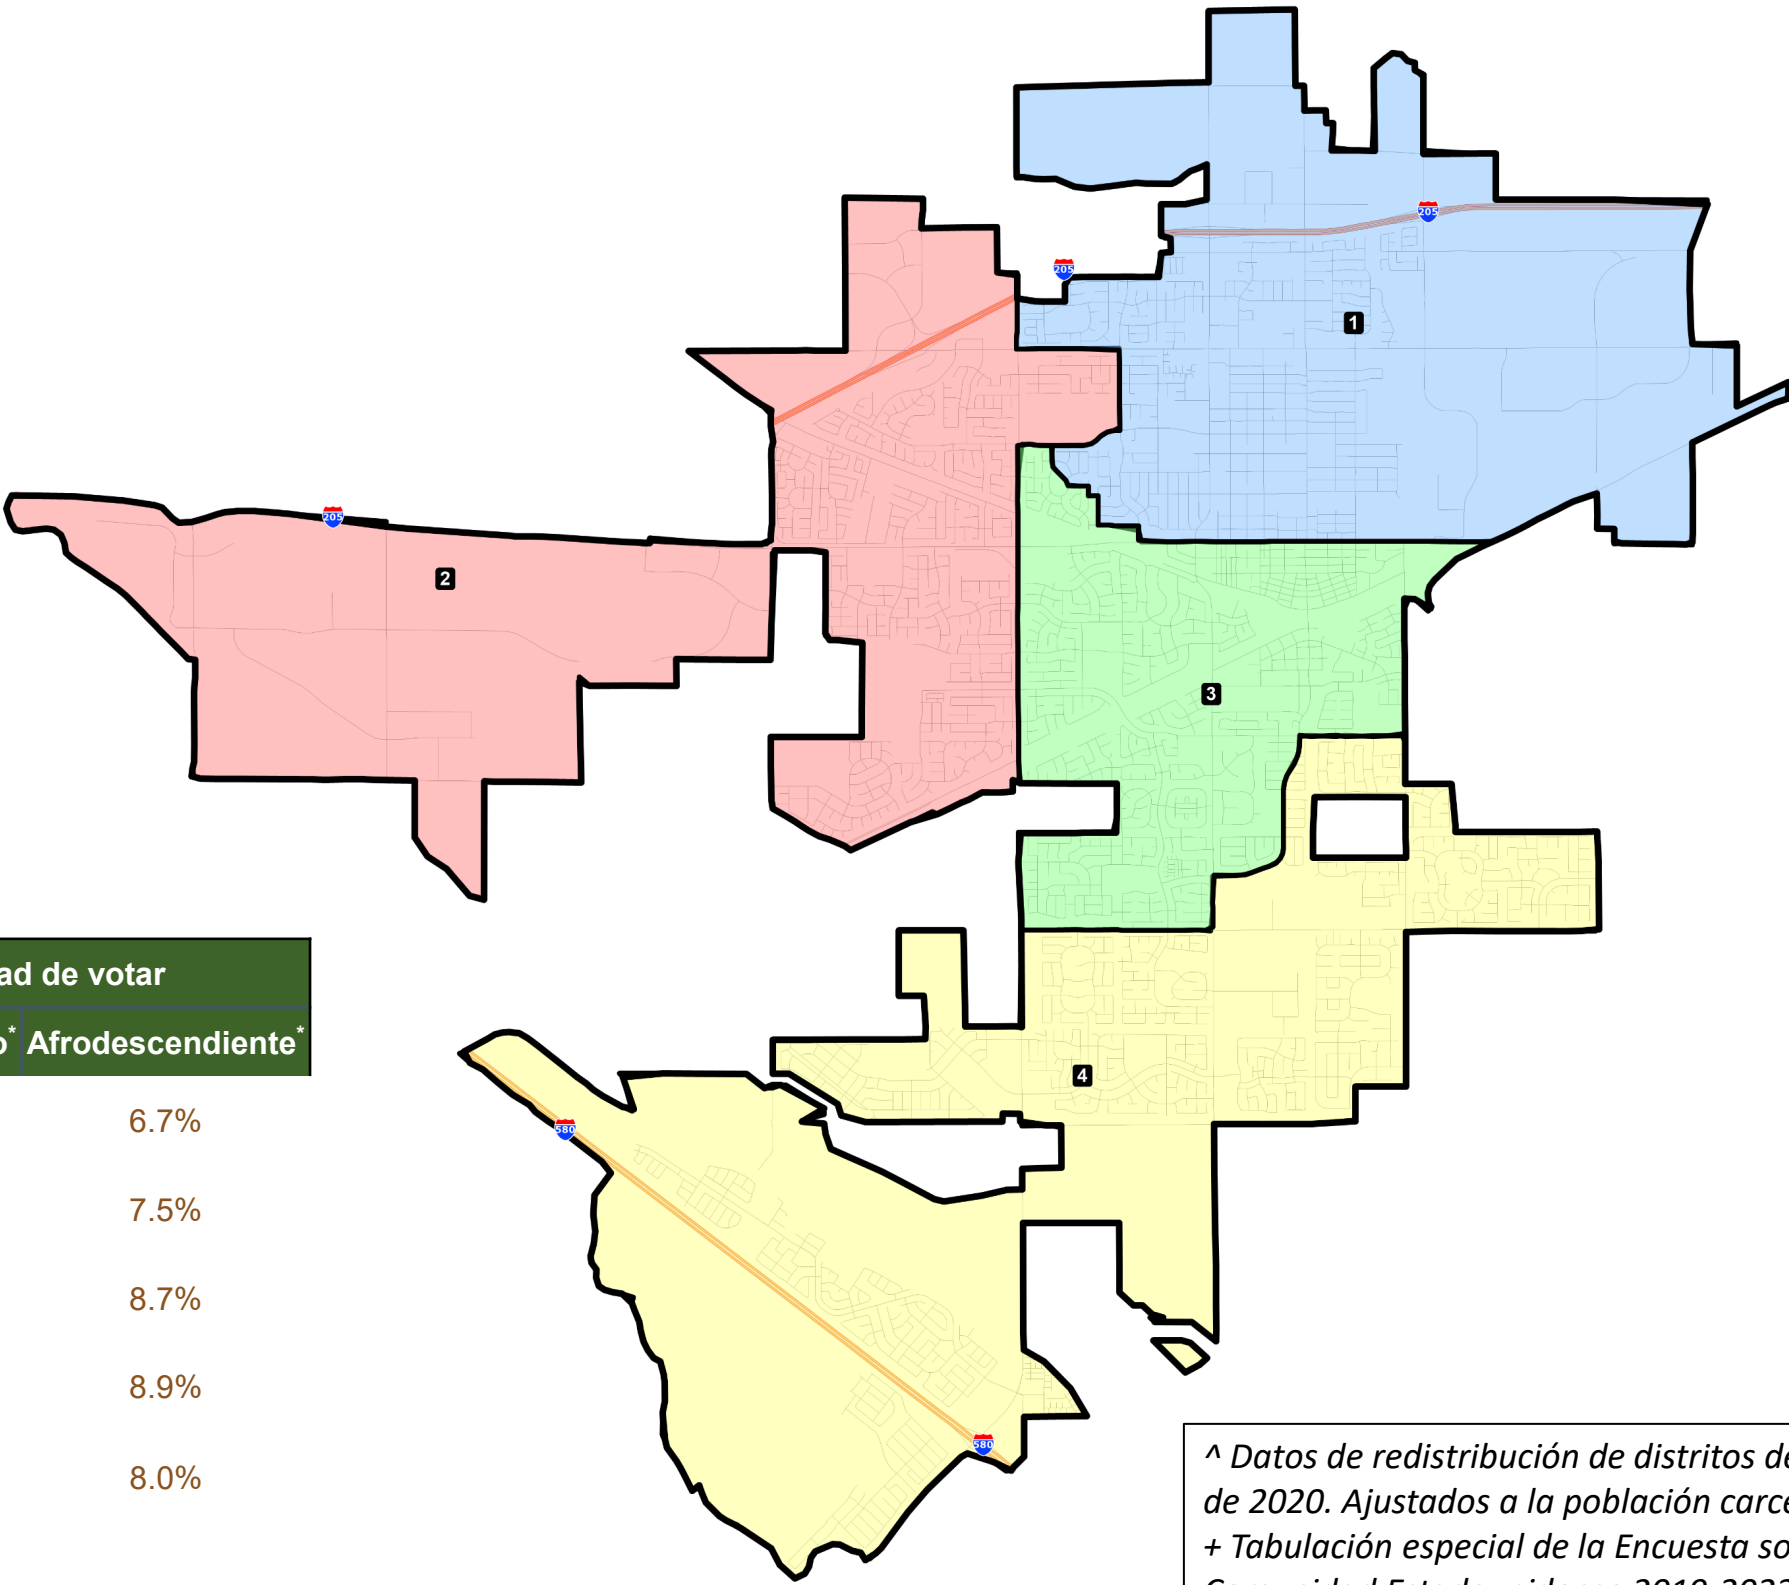 205
205
1
205
2
3
ad de votar
o* Afrodescendiente*
4
580
6.7%
7.5%
8.7%
8.9%
580
8.0%
^ Datos de redistribución de distritos de
de 2020. Ajustados a la población carce
+ Tabulación especial de la Encuesta so